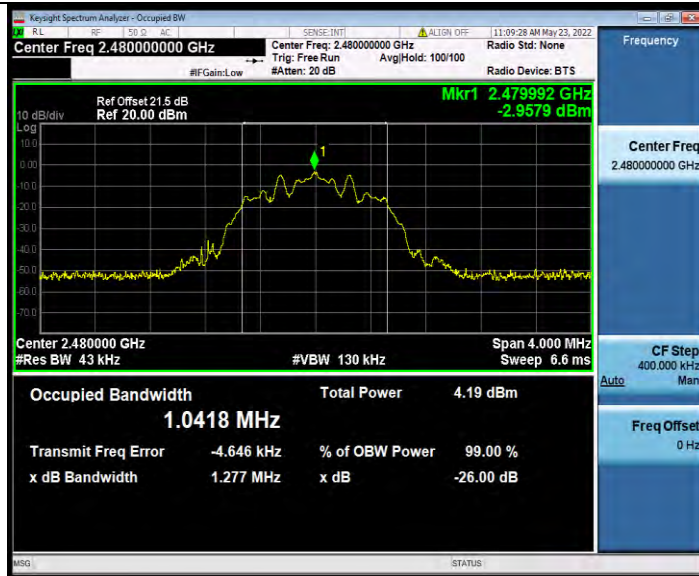 Keysight Spectrum Analyzer - Occupied BW
RL RF 50 Ω AC SENSE:INT ALIGN OFF 11:09:28 AM May 23, 2022
Center Freq 2.480000000 GHz Center Freq: 2.480000000 GHz Radio Std: None
Trig: Free Run Avg|Hold: 100/100
#IFGain:Low #Atten: 20 dB Radio Device: BTS
Frequency
Ref Offset 21.5 dB Mkr1 2.479992 GHz
10 dB/div Ref 20.00 dBm -2.9579 dBm
Log
10.0
0.00
-10.0
-20.0
-30.0
-40.0
-50.0
-60.0
-70.0
1
Center 2.480000 GHz Span 4.000 MHz
#Res BW 43 kHz #VBW 130 kHz Sweep 6.6 ms
Occupied Bandwidth Total Power 4.19 dBm
1.0418 MHz
Transmit Freq Error -4.646 kHz % of OBW Power 99.00 %
x dB Bandwidth 1.277 MHz x dB -26.00 dB
Center Freq
2.480000000 GHz
CF Step
400.000 kHz
Auto Man
Freq Offset
0 Hz
MSG STATUS